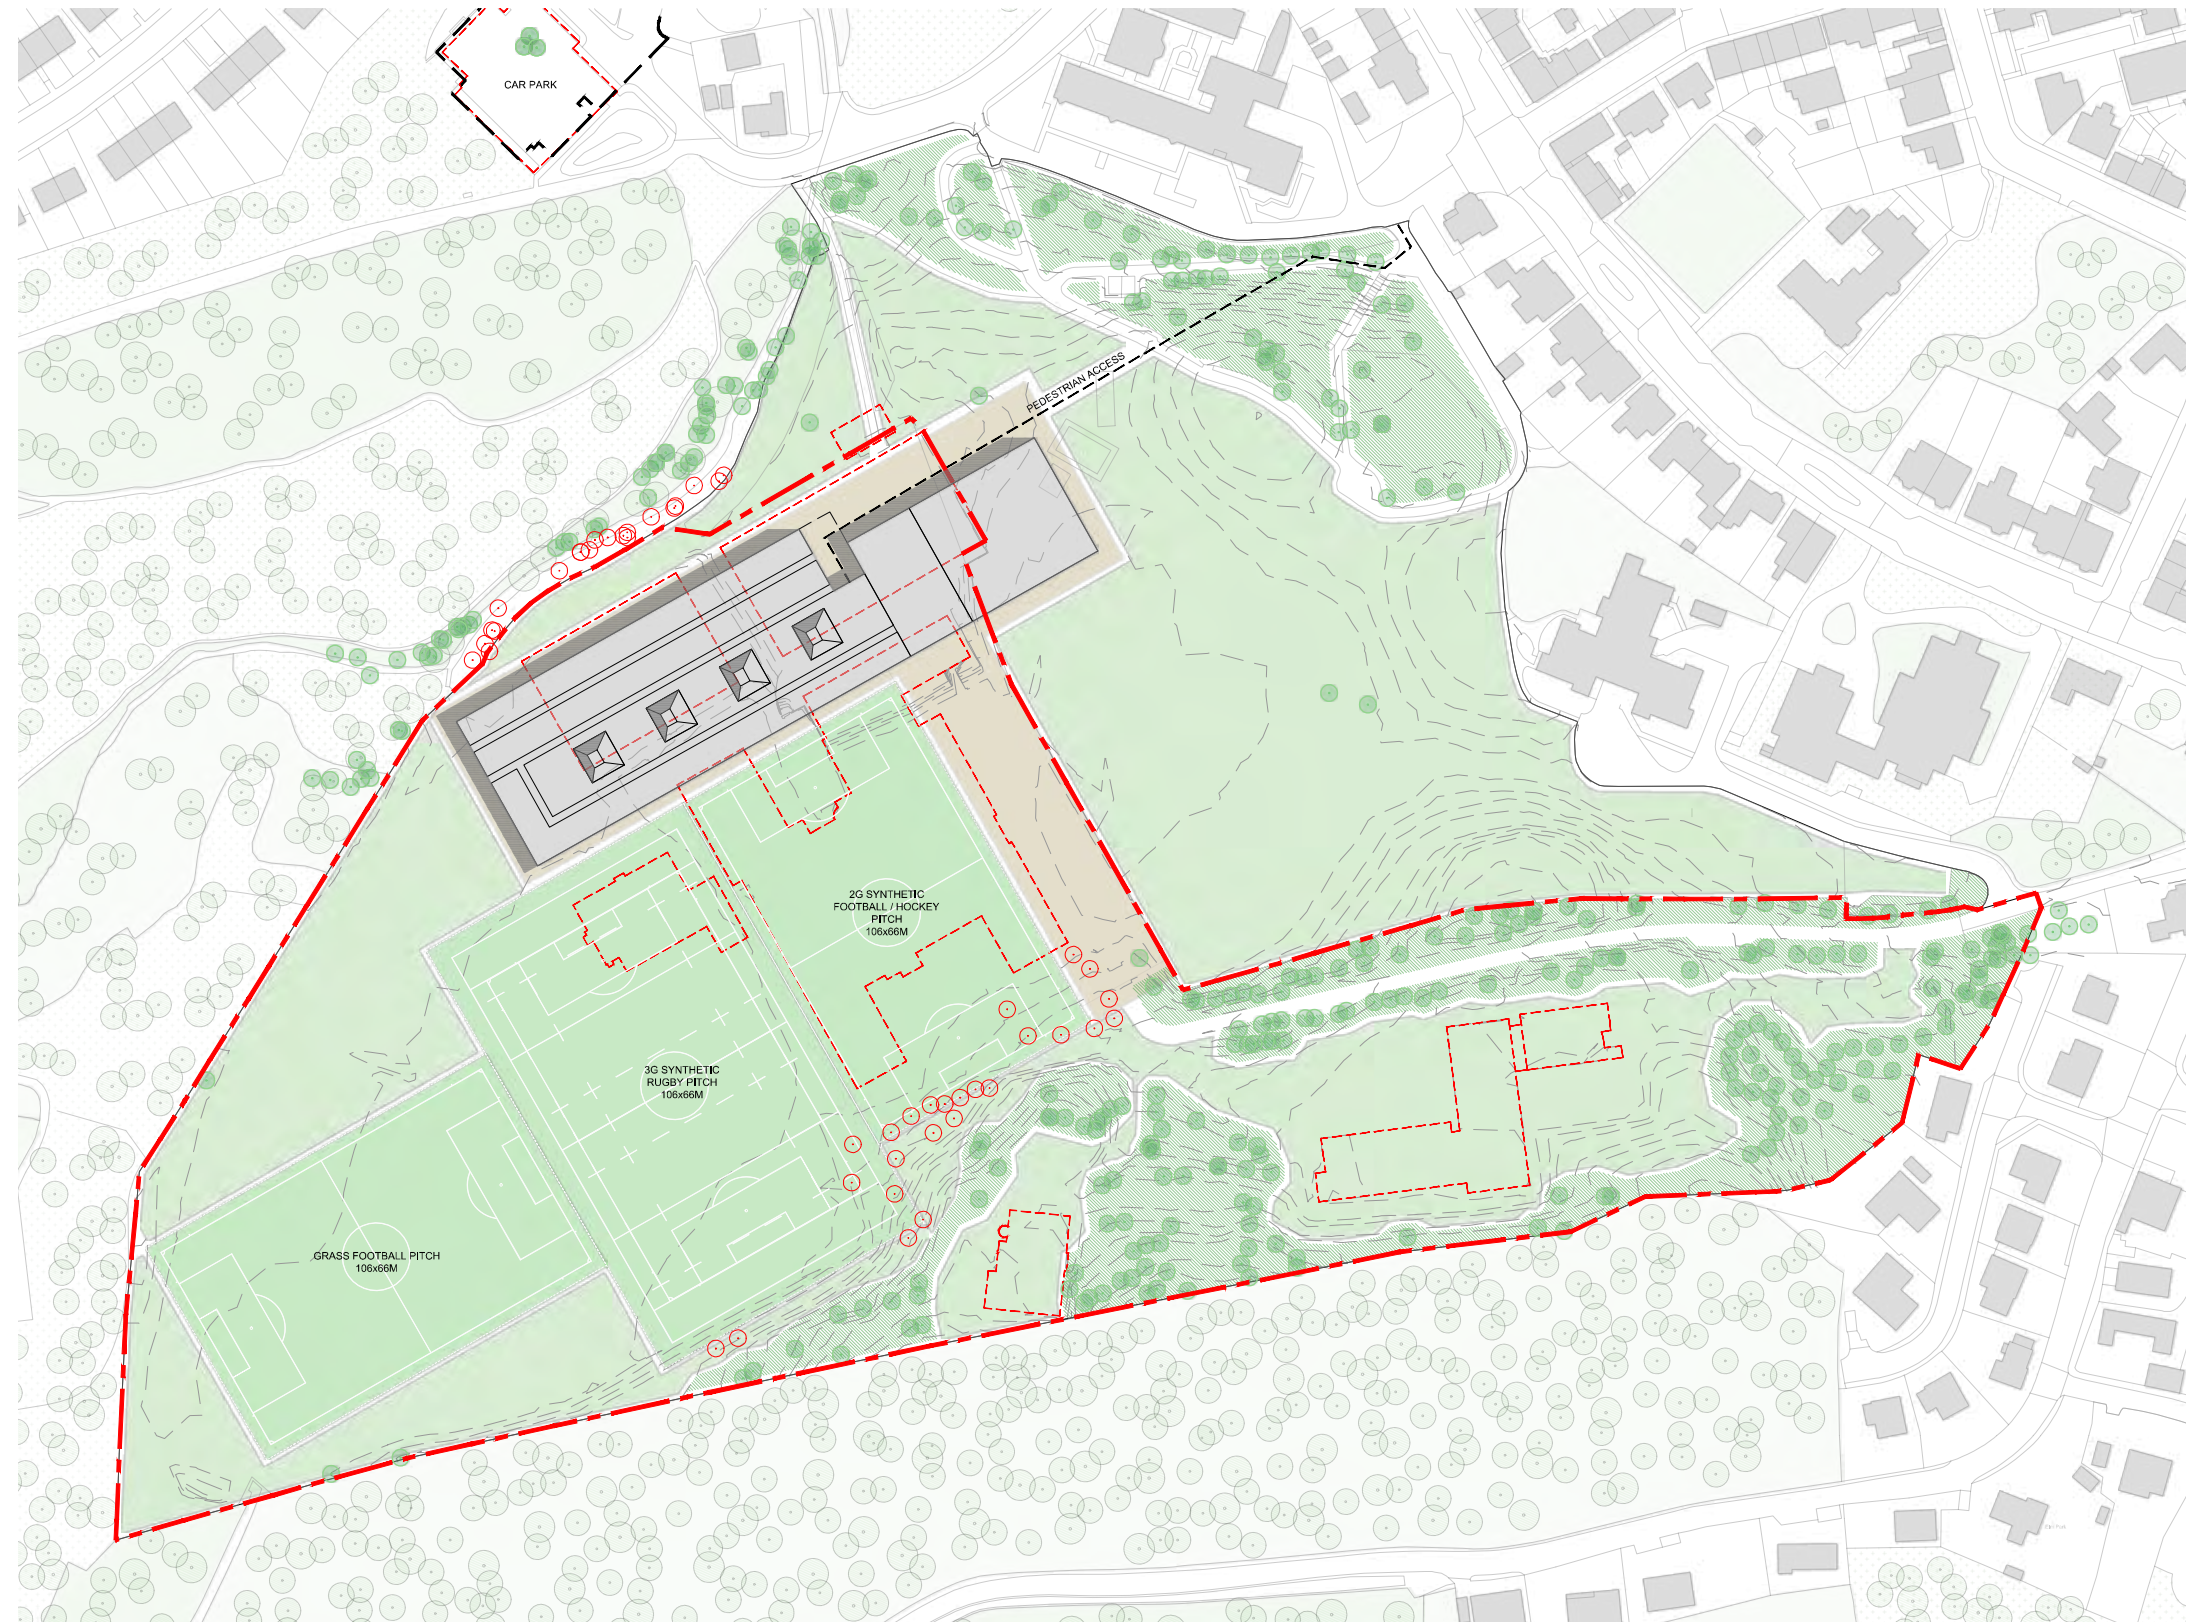 CAR PARK
PEDESTRIAN ACCESS
2G SYNTHETIC
FOOTBALL / HOCKEY
PITCH
106x66M
3G SYNTHETIC
RUGBY PITCH
106x66M
GRASS FOOTBALL PITCH
106x66M